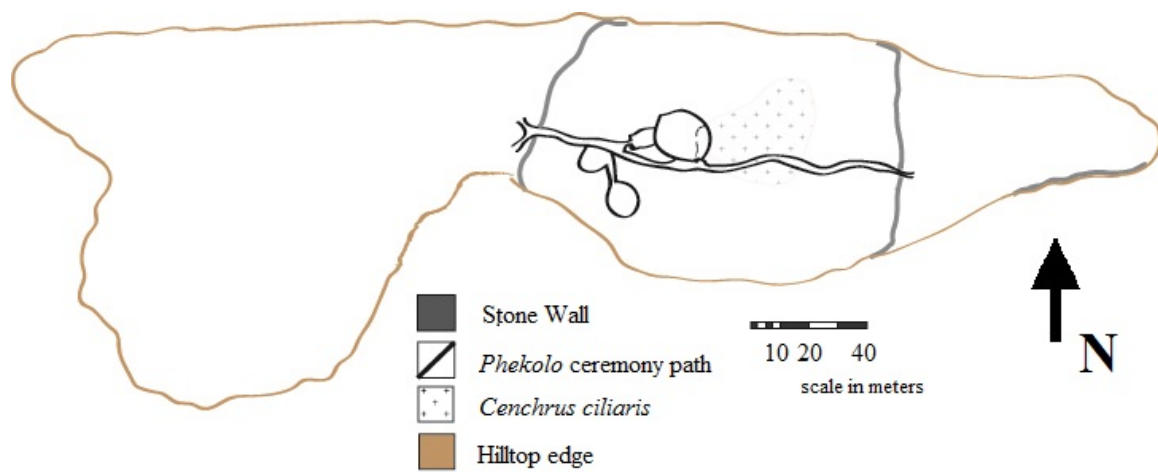 Stone Wall
Phekolo ceremony path
Cenchrus ciliaris
Hilltop edge
10 20 40
scale in meters
N